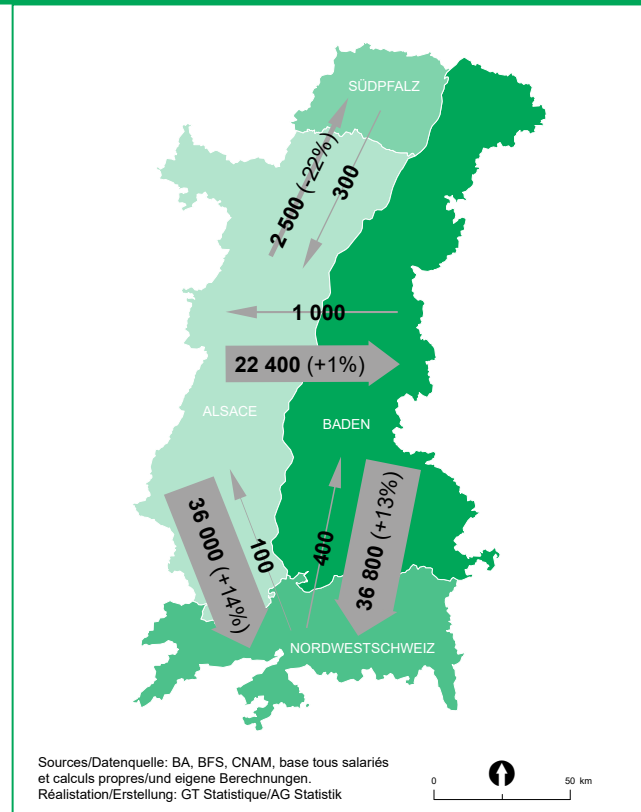 SÜDPFALZ
2 500 (-22%)
300
1 000
22 400 (+1%)
ALSACE
BADEN
36 000 (+14%)
100
400
36 800 (+13%)
NORDWESTSCHWEIZ
Sources/Datenquelle: BA, BFS, CNAM, base tous salariés
et calculs propres/und eigene Berechnungen.
Réalistation/Erstellung: GT Statistique/AG Statistik
0 50 km